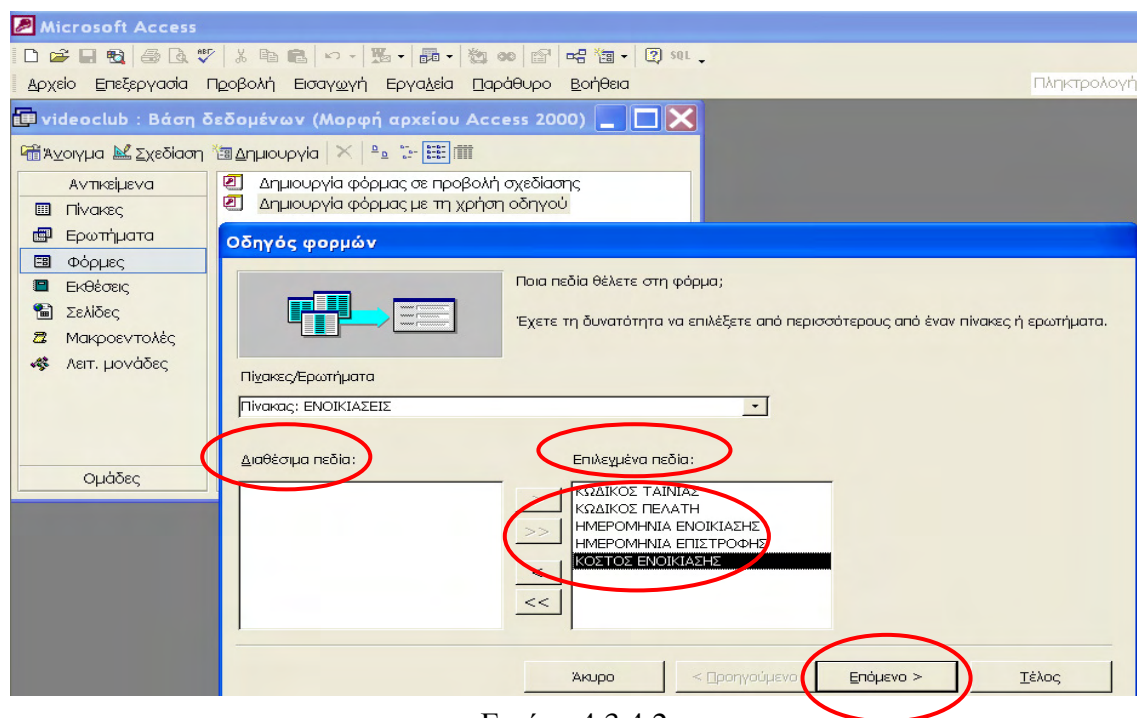 Microsoft Access
SQL
Αρχείο Επεξεργασία Προβολή Εισαγωγή Εργαλεία Παράθυρο Βοήθεια Πληκτρολογή
videoclub : Βάση δεδομένων (Μορφή αρχείου Access 2000)
Άνοιγμα Σχεδίαση Δημιουργία
Αντικείμενα
Πίνακες
Ερωτήματα
Φόρμες
Εκθέσεις
Σελίδες
Μακροεντολές
Λειτ. μονάδες
Ομάδες
Δημιουργία φόρμας σε προβολή σχεδίασης
Δημιουργία φόρμας με τη χρήση οδηγού
Οδηγός φορμών
Ποια πεδία θέλετε στη φόρμα;
Έχετε τη δυνατότητα να επιλέξετε από περισσότερους από έναν πίνακες ή ερωτήματα.
Πίνακες/Ερωτήματα
Πίνακας: ΕΝΟΙΚΙΑΣΕΙΣ
Διαθέσιμα πεδία:
Επιλεγμένα πεδία:
ΚΩΔΙΚΟΣ ΤΑΙΝΙΑΣ
ΚΩΔΙΚΟΣ ΠΕΛΑΤΗ
ΗΜΕΡΟΜΗΝΙΑ ΕΝΟΙΚΙΑΣΗΣ
ΗΜΕΡΟΜΗΝΙΑ ΕΠΙΣΤΡΟΦΗΣ
ΚΟΣΤΟΣ ΕΝΟΙΚΙΑΣΗΣ
>
>>
<
<<
Άκυρο < Προηγούμενο Επόμενο > Τέλος